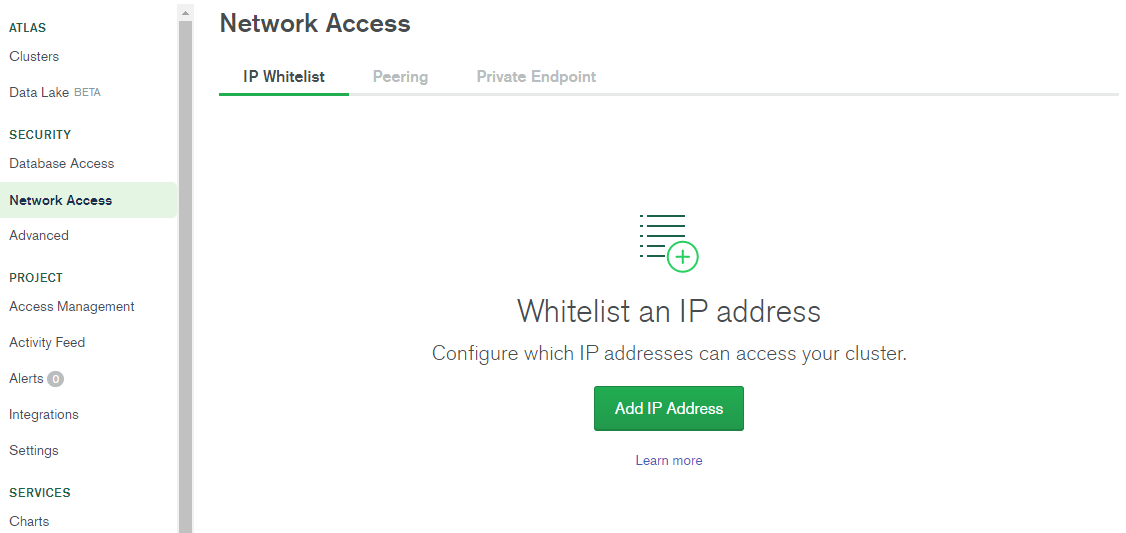 ATLAS
Clusters
Data Lake BETA
SECURITY
Database Access
Network Access
Advanced
PROJECT
Access Management
Activity Feed
Alerts 0
Integrations
Settings
SERVICES
Charts
Network Access
IP Whitelist Peering Private Endpoint
Whitelist an IP address
Configure which IP addresses can access your cluster.
Add IP Address
Learn more